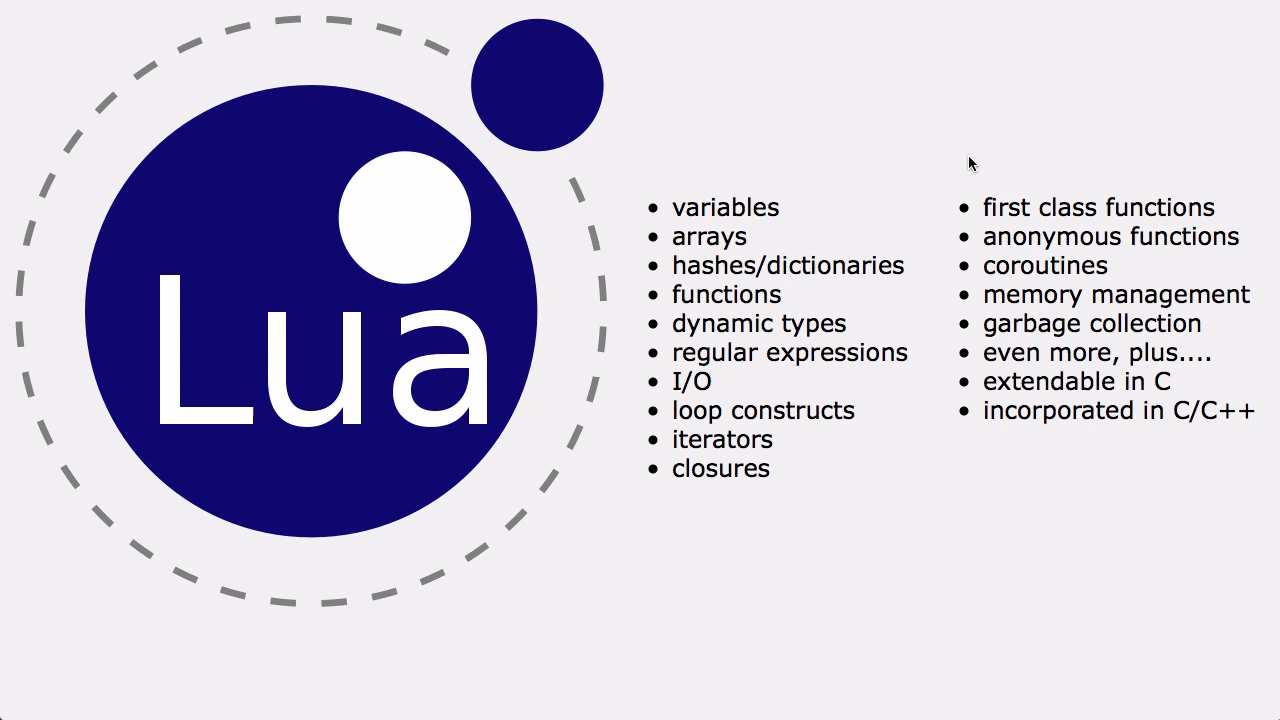 Lua
variables
arrays
hashes/dictionaries
functions
dynamic types
regular expressions
I/O
loop constructs
iterators
closures
first class functions
anonymous functions
coroutines
memory management
garbage collection
even more, plus....
extendable in C
incorporated in C/C++